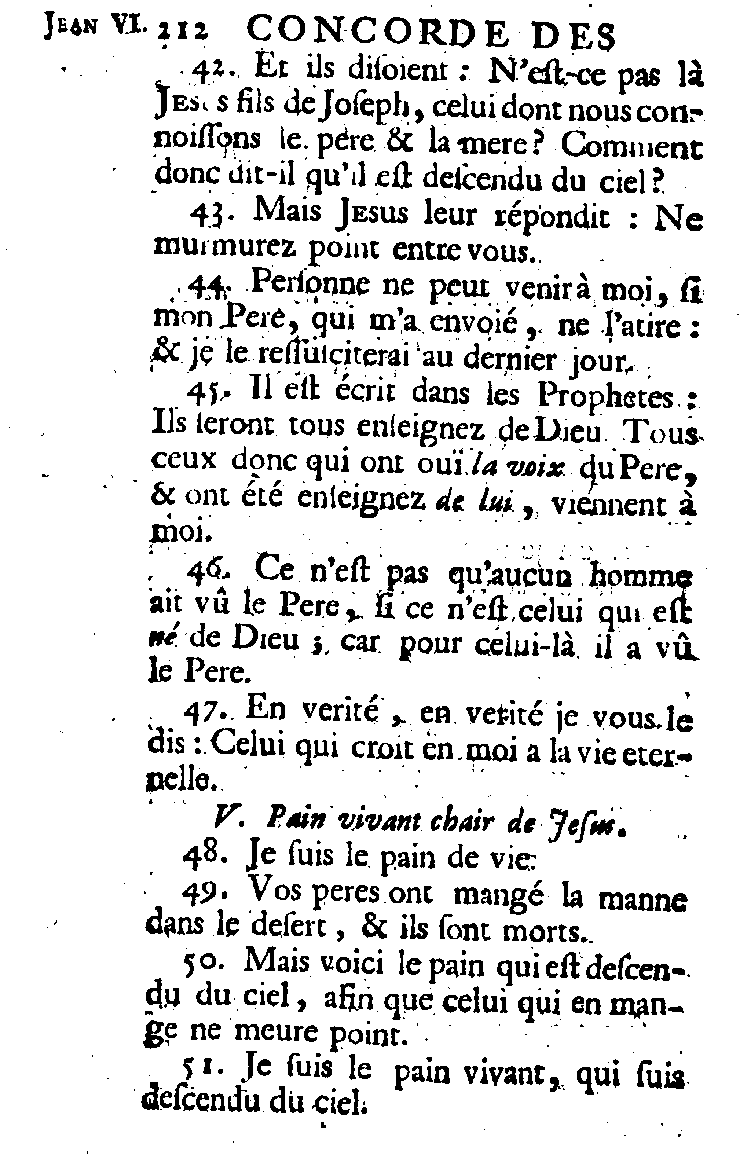 JEAN VI. 212 CONCORDE DES
42. Et ils diſoient : N'eſt-ce pas là
JESUS fils de Joſeph, celui dont nous con-
noiſſons le pére & la mere? Comment
donc dit-il qu'il eſt deſcendu du ciel?
43. Mais JESUS leur répondit : Ne
murmurez point entre vous.
44. Perſonne ne peut venir à moi, ſi
mon Pere, qui m'a envoié, ne l'atire :
& je le reſſuſciterai au dernier jour.
45. Il eſt écrit dans les Prophetes :
Ils ſeront tous enſeignez de Dieu. Tous
ceux donc qui ont ouï la voix du Pere,
& ont été enſeignez de lui, viennent à
moi.
46. Ce n'eſt pas qu'aucun homme
ait vû le Pere, ſi ce n'eſt celui qui eſt
né de Dieu ; car pour celui-là il a vû
le Pere.
47. En verité, en verité je vous le
dis : Celui qui croit en moi a la vie eter-
nelle.
V. Pain vivant chair de Jeſus.
48. Je ſuis le pain de vie.
49. Vos peres ont mangé la manne
dans le deſert, & ils ſont morts.
50. Mais voici le pain qui eſt deſcen-
du du ciel, afin que celui qui en man-
ge ne meure point.
51. Je ſuis le pain vivant, qui ſuis
deſcendu du ciel.